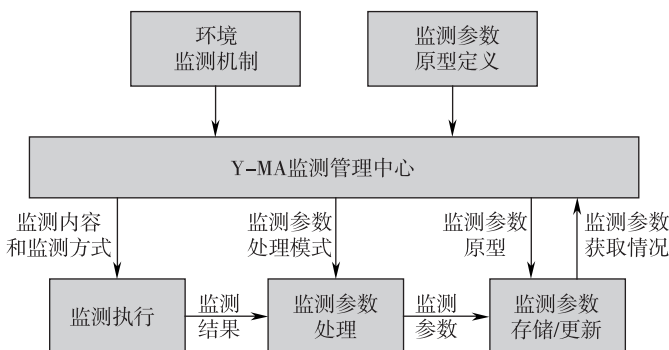 环境
监测机制
监测参数
原型定义
Y-MA监测管理中心
监测内容
和监测方式
监测参数
处理模式
监测参数
原型
监测参数
获取情况
监测执行
监测
结果
监测参数
处理
监测
参数
监测参数
存储/更新